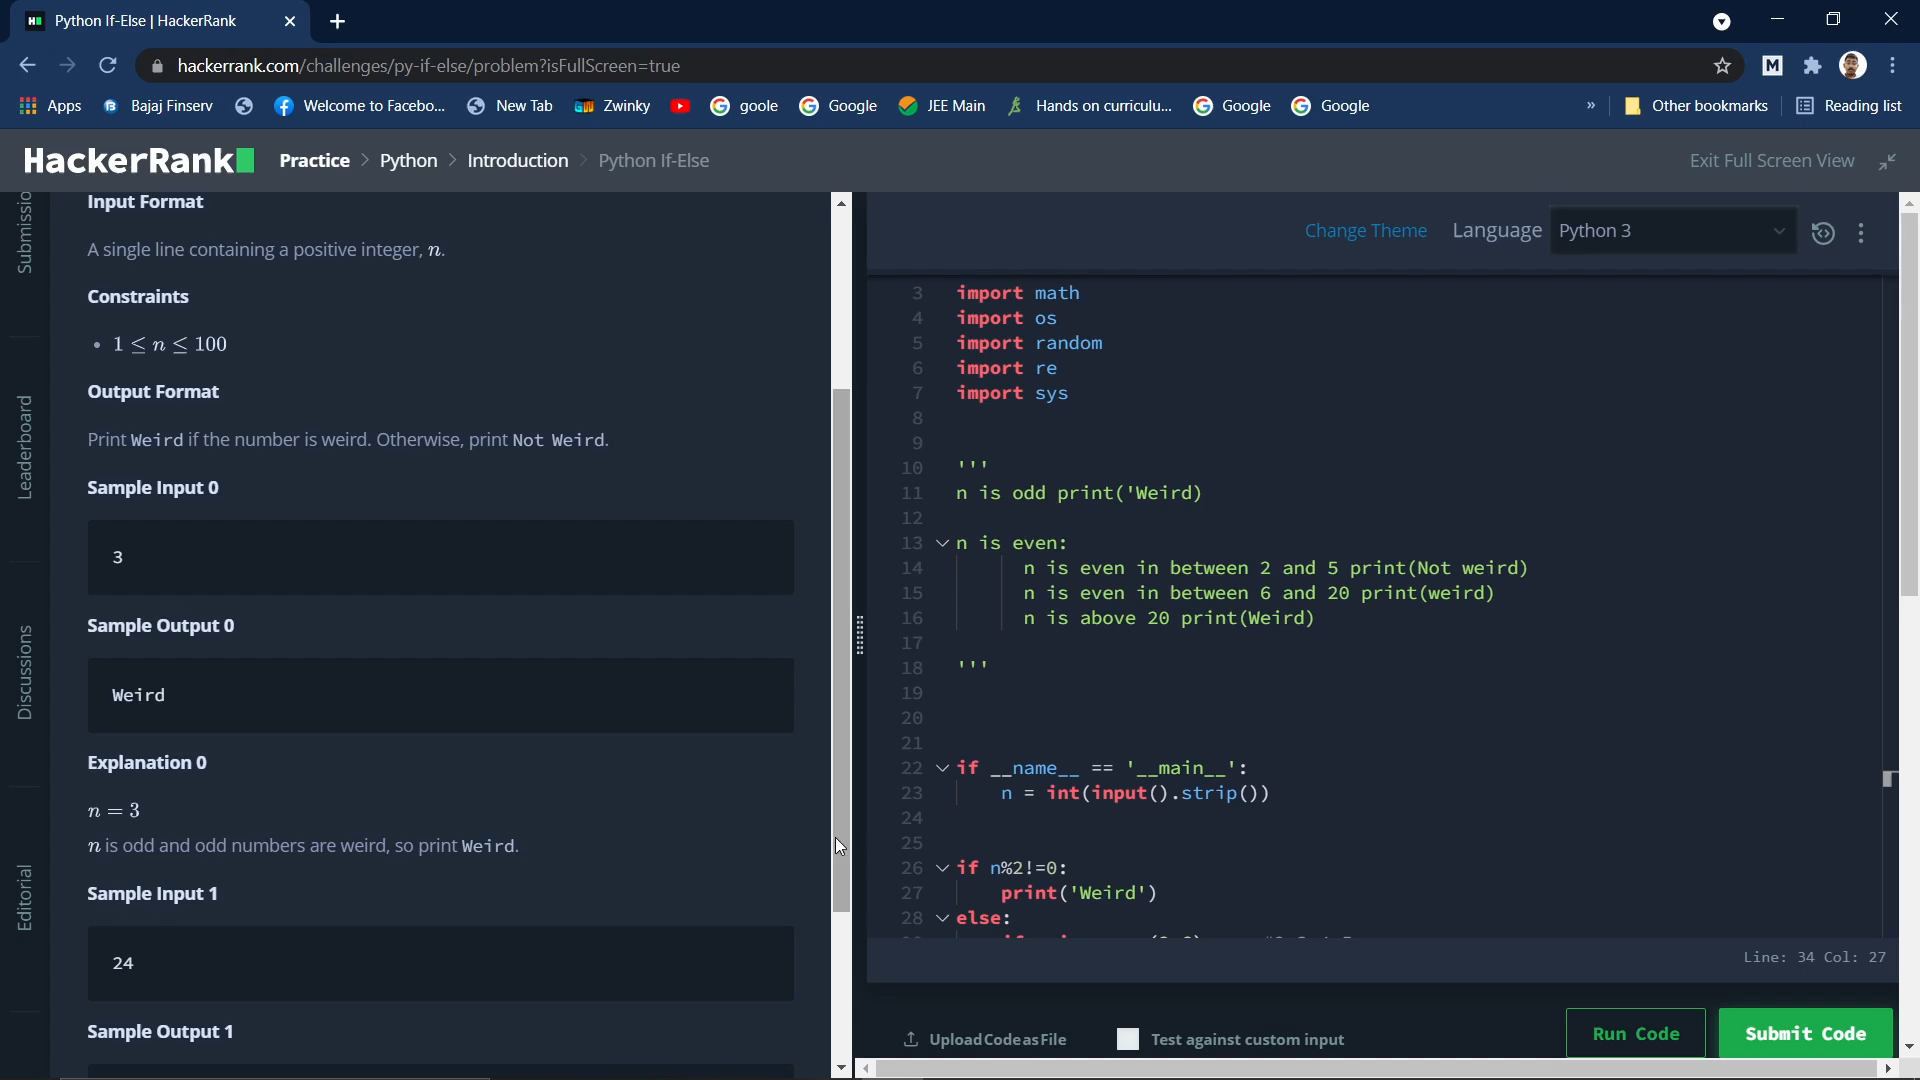 Python If-Else | HackerRank
hackerrank.com/challenges/py-if-else/problem?isFullScreen=true
M
Apps Bajaj Finserv Welcome to Facebo... New Tab Zwinky goole Google JEE Main Hands on curriculu... Google Google » Other bookmarks Reading list
HackerRank Practice > Python > Introduction > Python If-Else Exit Full Screen View
Submissio
Leaderboard
Discussions
Editorial
Input Format
A single line containing a positive integer, n.
Constraints
• 1 ≤ n ≤ 100
Output Format
Print Weird if the number is weird. Otherwise, print Not Weird.
Sample Input 0
3
Sample Output 0
Weird
Explanation 0
n = 3
n is odd and odd numbers are weird, so print Weird.
Sample Input 1
24
Sample Output 1
Change Theme Language Python 3
3 import math
4 import os
5 import random
6 import re
7 import sys
8
9
10 '''
11 n is odd print('Weird)
12
13 n is even:
14 n is even in between 2 and 5 print(Not weird)
15 n is even in between 6 and 20 print(weird)
16 n is above 20 print(Weird)
17
18 '''
19
20
21
22 if __name__ == '__main__':
23 n = int(input().strip())
24
25
26 if n%2!=0:
27 print('Weird')
28 else:
Line: 34 Col: 27
Upload Code as File Test against custom input Run Code Submit Code